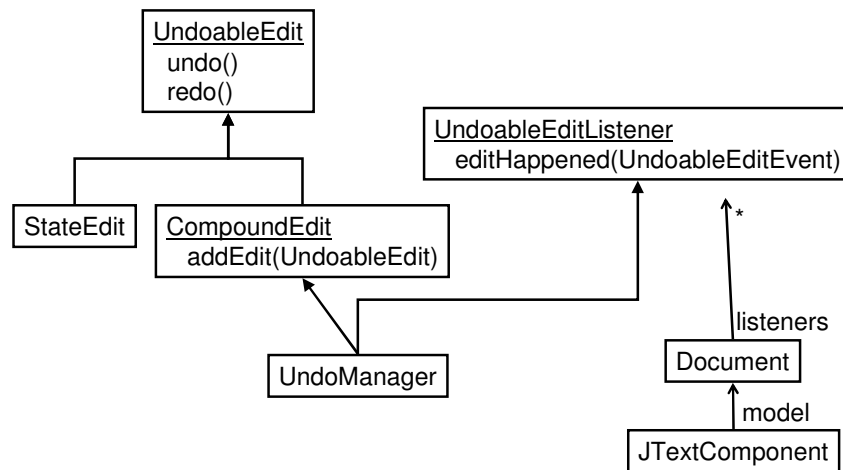 UndoableEdit
undo()
redo()
UndoableEditListener
editHappened(UndoableEditEvent)
StateEdit
CompoundEdit
addEdit(UndoableEdit)
*
listeners
UndoManager
Document
model
JTextComponent